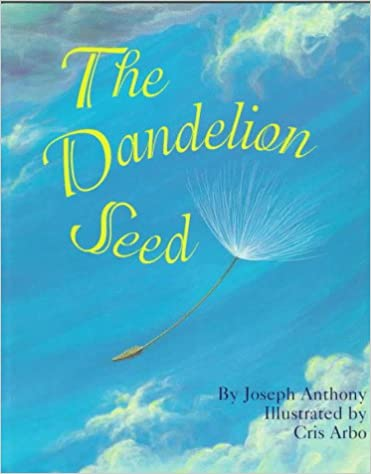 The
Dandelion
Seed
By Joseph Anthony
Illustrated by
Cris Arbo